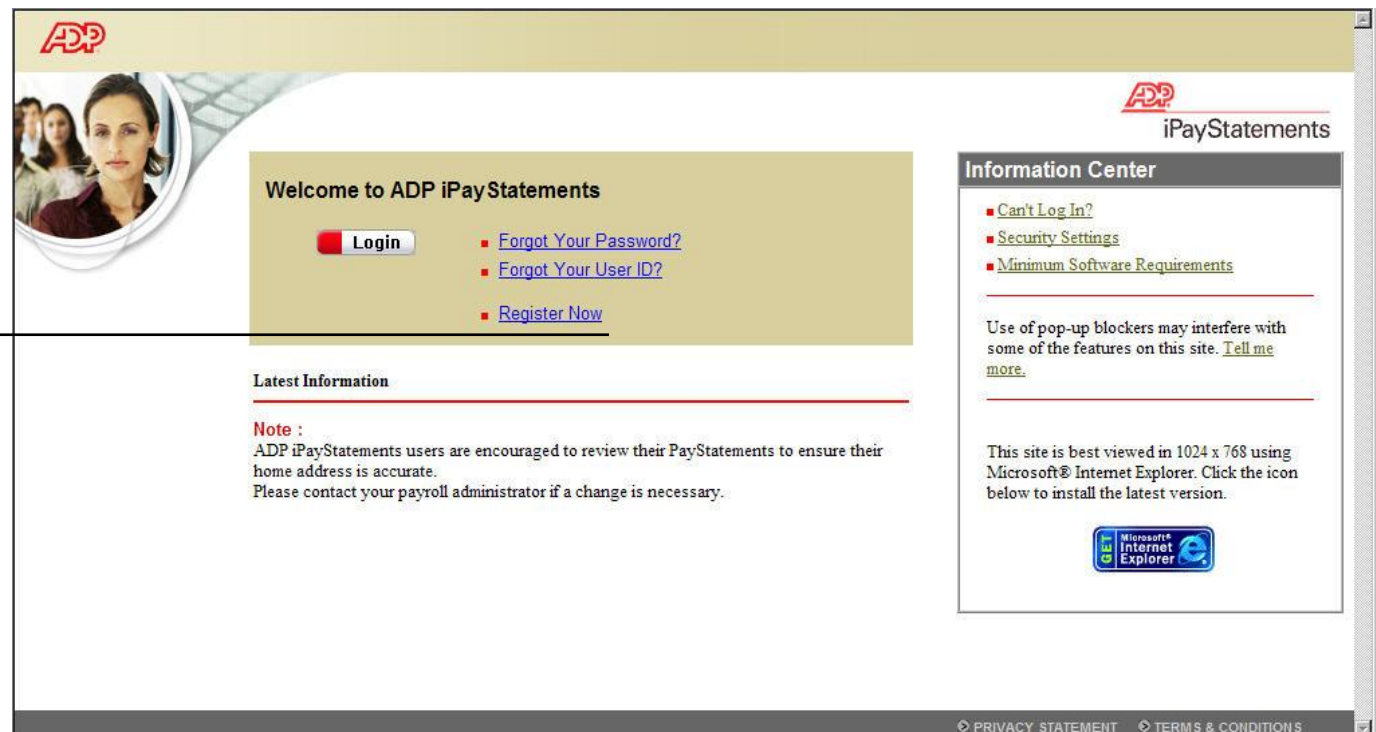 ADP
ADP
iPayStatements
Welcome to ADP iPayStatements
Login
Forgot Your Password?
Forgot Your User ID?
Register Now
Latest Information
Note :
ADP iPayStatements users are encouraged to review their PayStatements to ensure their
home address is accurate.
Please contact your payroll administrator if a change is necessary.
Information Center
Can't Log In?
Security Settings
Minimum Software Requirements
Use of pop-up blockers may interfere with
some of the features on this site. Tell me
more.
This site is best viewed in 1024 x 768 using
Microsoft® Internet Explorer. Click the icon
below to install the latest version.
GET
Microsoft®
Internet
Explorer
PRIVACY STATEMENT TERMS & CONDITIONS